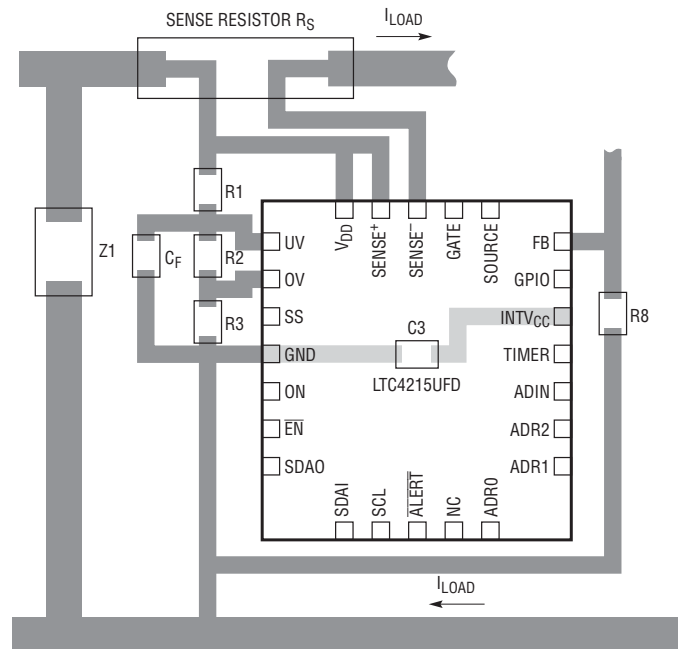 SENSE RESISTOR RS
ILOAD
R1
Z1
CF
R2
R3
UV
OV
SS
GND
ON
EN
SDAO
VDD
SENSE+
SENSE−
GATE
SOURCE
FB
GPIO
INTVCC
TIMER
ADIN
ADR2
ADR1
R8
C3
LTC4215UFD
SDAI
SCL
ALERT
NC
ADR0
ILOAD